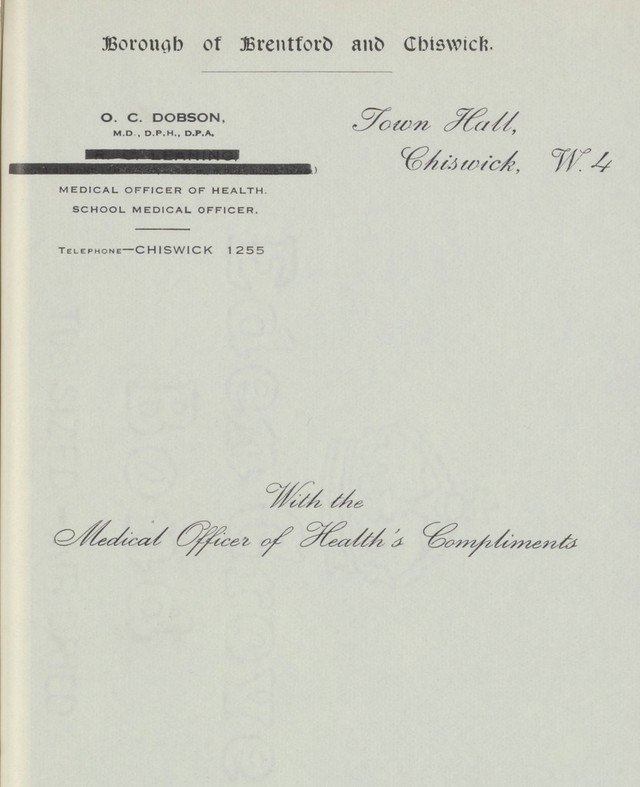 Borough of Brentford and Chiswick.
O. C. DOBSON,
M.D., D.P.H., D.P.A.
MEDICAL OFFICER OF HEALTH.
SCHOOL MEDICAL OFFICER.
TELEPHONE—CHISWICK 1255
Town Hall,
Chiswick, W. 4
With the
Medical Officer of Health's Compliments